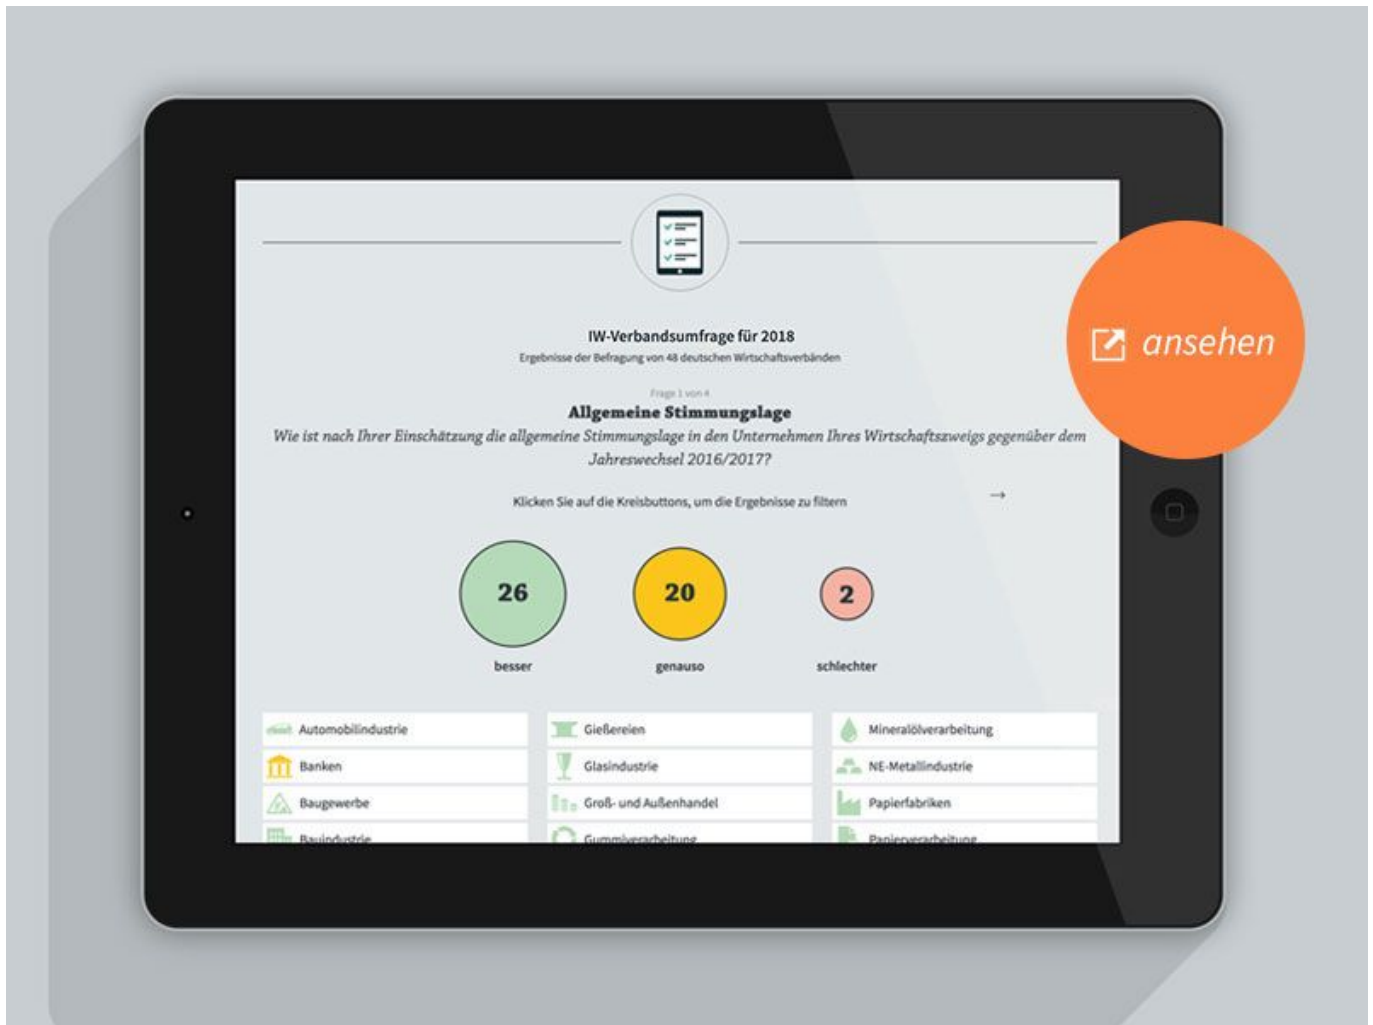 IW-Verbandsumfrage für 2018
Ergebnisse der Befragung von 48 deutschen Wirtschaftsverbänden
Frage 1 von 4
Allgemeine Stimmungslage
Wie ist nach Ihrer Einschätzung die allgemeine Stimmungslage in den Unternehmen Ihres Wirtschaftszweigs gegenüber dem
Jahreswechsel 2016/2017?
ansehen
Klicken Sie auf die Kreisbuttons, um die Ergebnisse zu filtern →
26 20 2
besser genauso schlechter
Automobilindustrie Gießereien Mineralölverarbeitung
Banken Glasindustrie NE-Metallindustrie
Baugewerbe Groß- und Außenhandel Papierfabriken
Bauindustrie Gummiverarbeitung Papierverarbeitung